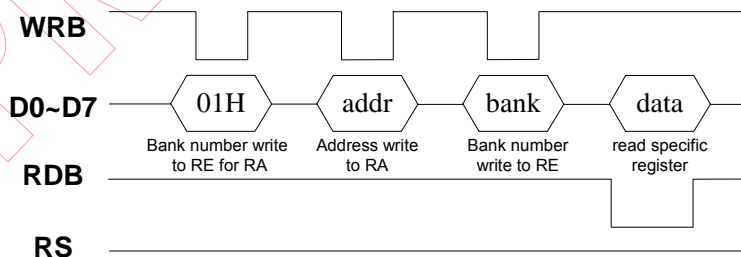 WRB
D0~D7
01H
addr
bank
data
Bank number write
to RE for RA
Address write
to RA
Bank number
write to RE
read specific
register
RDB
RS